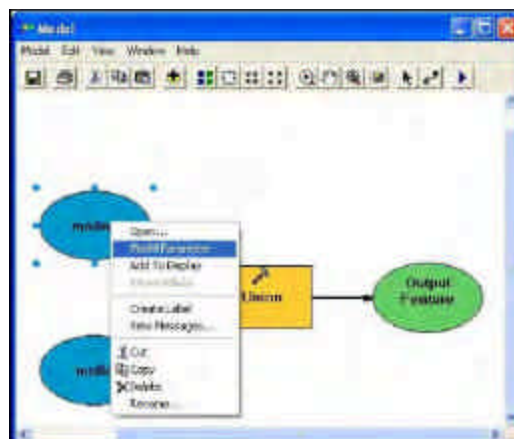 Model
Model Edit View Window Help
Open...
Model Parameter
Add To Display
Create Label
View Messages...
Cut
Copy
Delete
Rename...
Union
Output
Feature